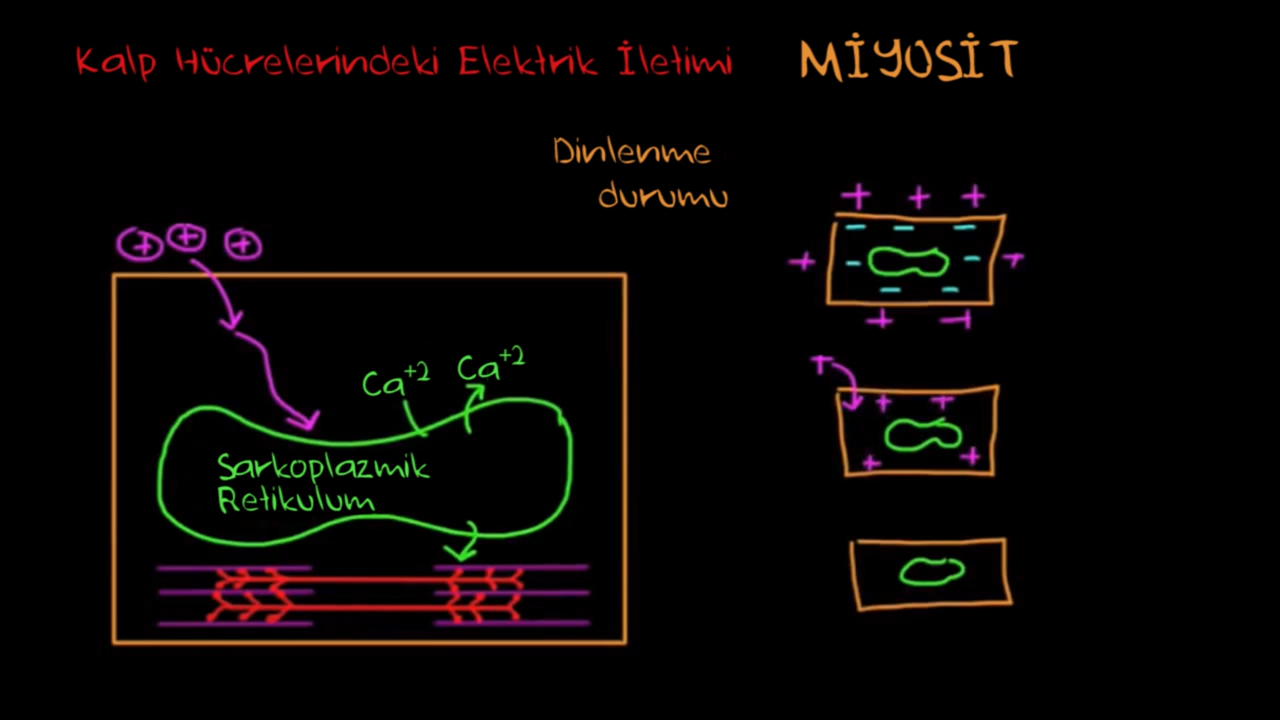 Kalp Hücrelerindeki Elektrik İletimi
MİYOSİT
Dinlenme
durumu
Ca+2 Ca+2
Sarkoplazmik
Retikulum